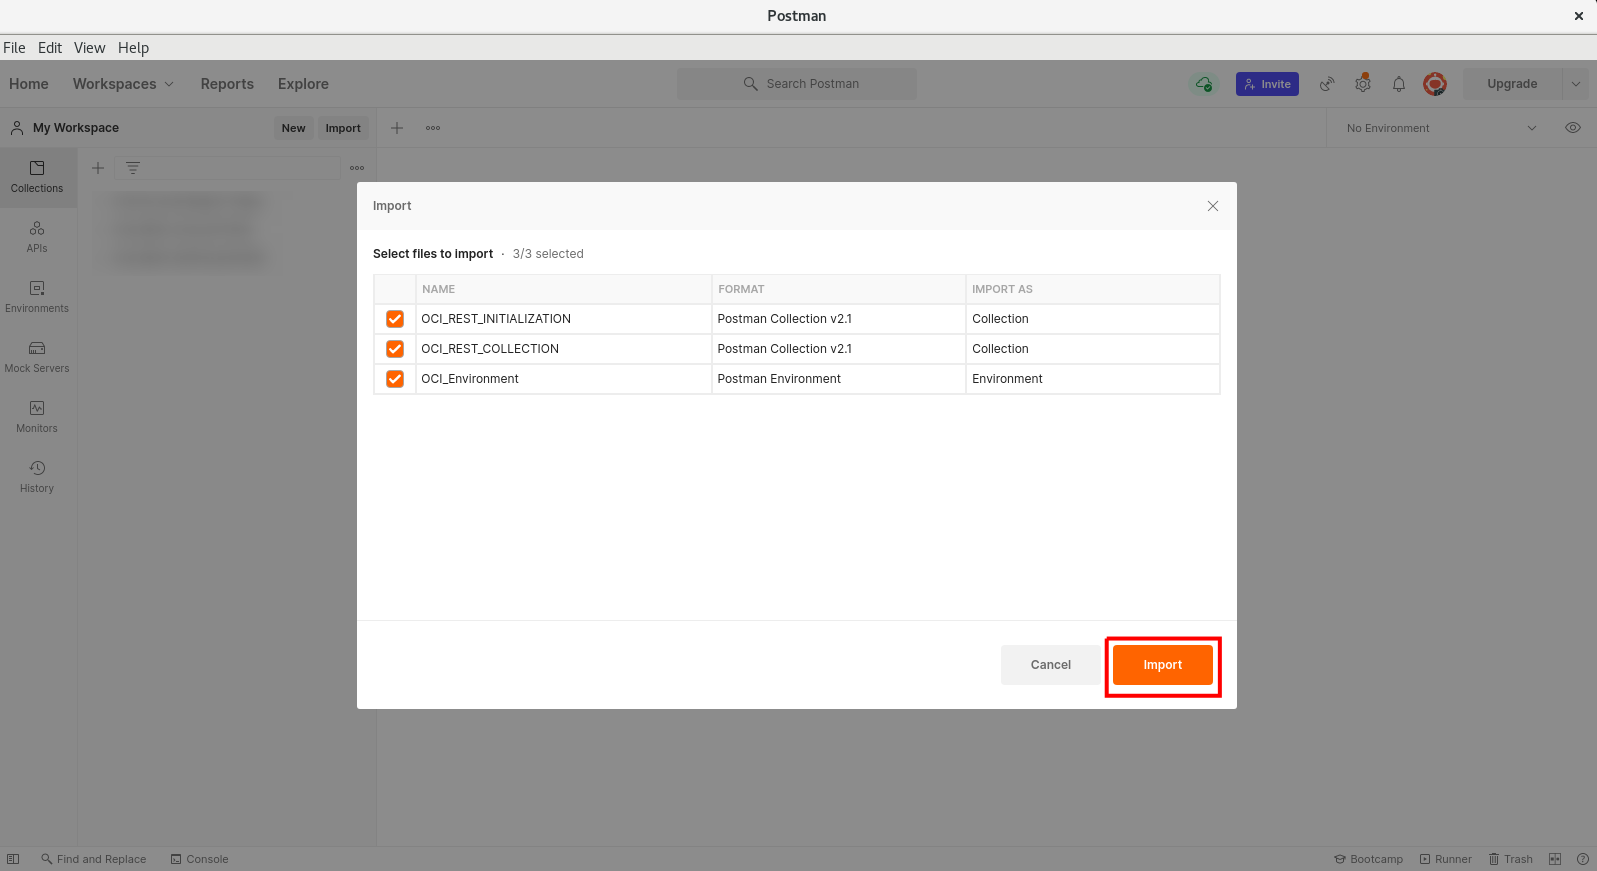 Postman
File Edit View Help
Home Workspaces Reports Explore Search Postman Invite Upgrade
My Workspace New Import No Environment
Collections
APIs
Environments
Mock Servers
Monitors
History
Import
Select files to import · 3/3 selected
NAME FORMAT IMPORT AS
OCI_REST_INITIALIZATION Postman Collection v2.1 Collection
OCI_REST_COLLECTION Postman Collection v2.1 Collection
OCI_Environment Postman Environment Environment
Cancel Import
Find and Replace Console Bootcamp Runner Trash